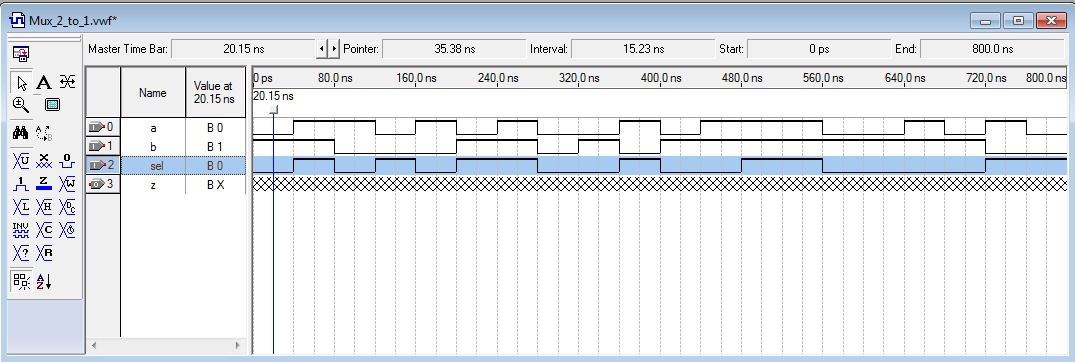 Mux_2_to_1.vwf*
Master Time Bar: 20.15 ns Pointer: 35.38 ns Interval: 15.23 ns Start: 0 ps End: 800.0 ns
Name Value at 20.15 ns
0 ps 80.0 ns 160.0 ns 240.0 ns 320.0 ns 400.0 ns 480.0 ns 560.0 ns 640.0 ns 720.0 ns 800.0 ns
20.15 ns
0 a B 0
1 b B 1
2 sel B 0
3 z B X